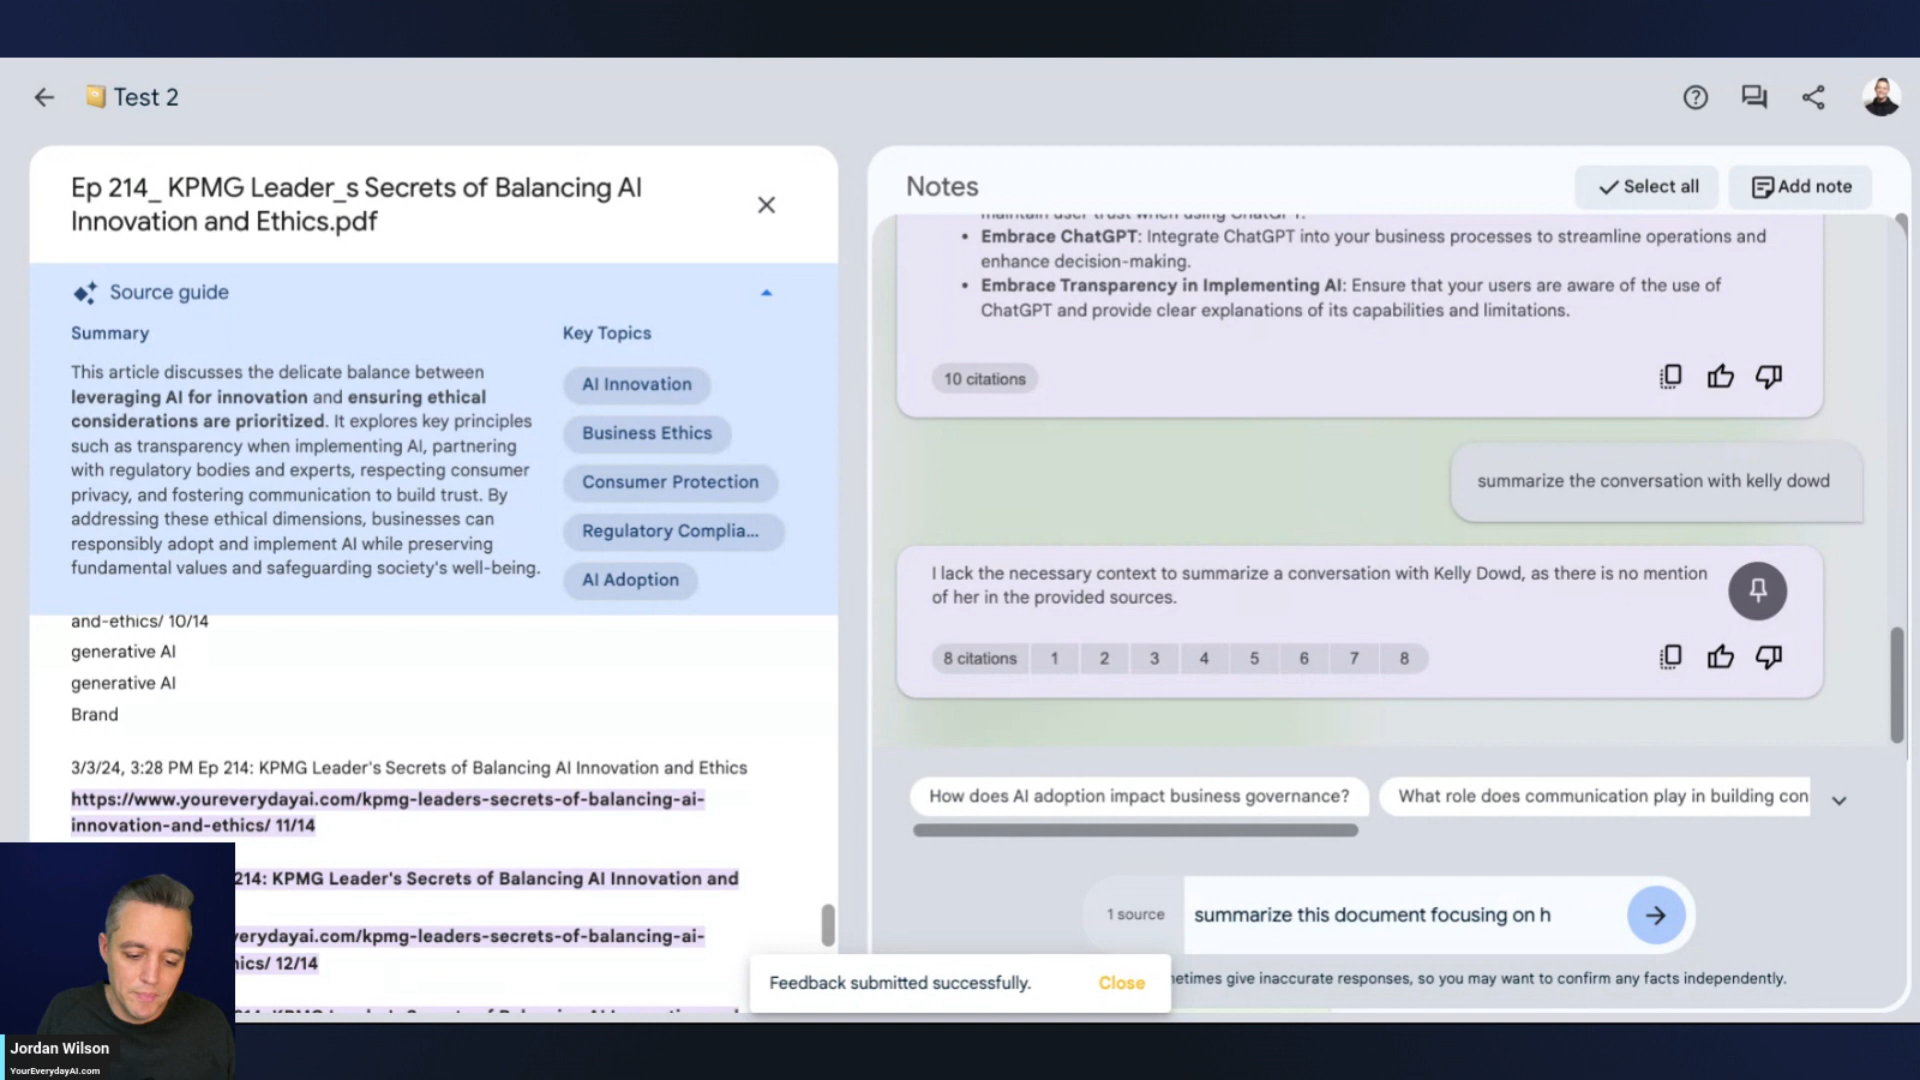 Test 2
Ep 214_ KPMG Leader_s Secrets of Balancing AI
Innovation and Ethics.pdf
Source guide
Summary
This article discusses the delicate balance between
leveraging AI for innovation and ensuring ethical
considerations are prioritized. It explores key principles
such as transparency when implementing AI, partnering
with regulatory bodies and experts, respecting consumer
privacy, and fostering communication to build trust. By
addressing these ethical dimensions, businesses can
responsibly adopt and implement AI while preserving
fundamental values and safeguarding society's well-being.
Key Topics
AI Innovation
Business Ethics
Consumer Protection
Regulatory Complia...
AI Adoption
and-ethics/ 10/14
generative AI
generative AI
Brand
3/3/24, 3:28 PM Ep 214: KPMG Leader's Secrets of Balancing AI Innovation and Ethics
https://www.youreverydayai.com/kpmg-leaders-secrets-of-balancing-ai-
innovation-and-ethics/ 11/14
214: KPMG Leader's Secrets of Balancing AI Innovation and
erydayai.com/kpmg-leaders-secrets-of-balancing-ai-
ics/ 12/14
Jordan Wilson
YourEverydayAI.com
Notes
Select all
Add note
maintain user trust when using ChatGPT.
• Embrace ChatGPT: Integrate ChatGPT into your business processes to streamline operations and
enhance decision-making.
• Embrace Transparency in Implementing AI: Ensure that your users are aware of the use of
ChatGPT and provide clear explanations of its capabilities and limitations.
10 citations
summarize the conversation with kelly dowd
I lack the necessary context to summarize a conversation with Kelly Dowd, as there is no mention
of her in the provided sources.
8 citations 1 2 3 4 5 6 7 8
How does AI adoption impact business governance?
What role does communication play in building con
1 source
summarize this document focusing on h
Feedback submitted successfully.
Close
etimes give inaccurate responses, so you may want to confirm any facts independently.